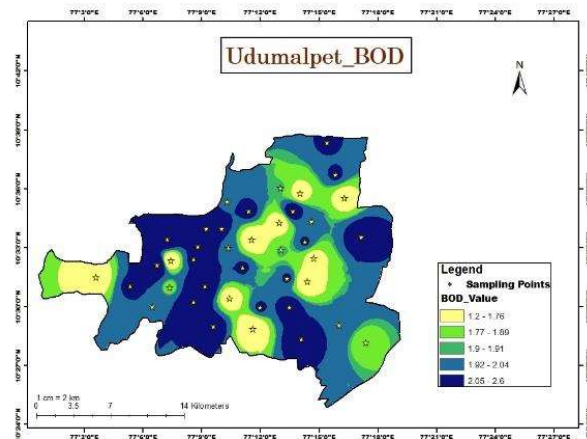 77°3'0"E 77°6'0"E 77°9'0"E 77°12'0"E 77°15'0"E 77°18'0"E 77°21'0"E 77°24'0"E 77°27'0"E
Udumalpet_BOD
N
Legend
Sampling Points
BOD_Value
1.2 - 1.76
1.77 - 1.89
1.9 - 1.91
1.92 - 2.04
2.05 - 2.6
1 cm = 2 km
0 3.5 7 14 Kilometers
77°3'0"E 77°6'0"E 77°9'0"E 77°12'0"E 77°15'0"E 77°18'0"E 77°21'0"E 77°24'0"E 77°27'0"E